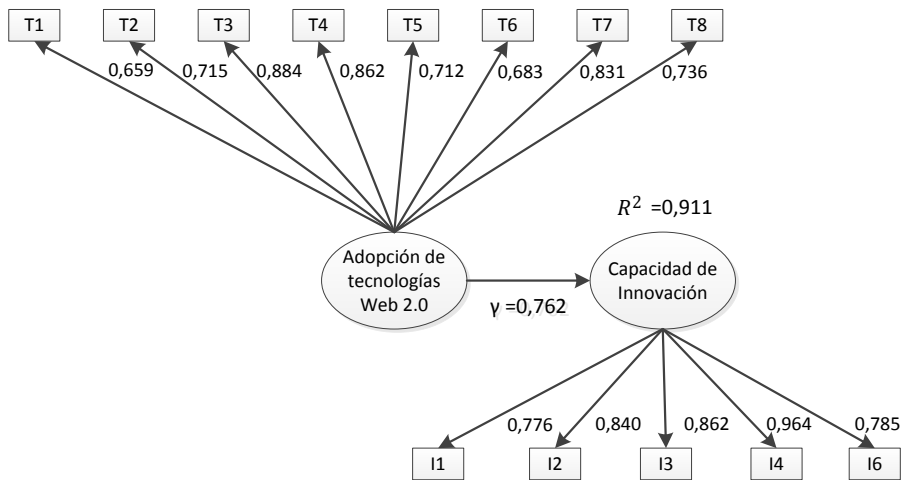 T1 T2 T3 T4 T5 T6 T7 T8
0,659 0,715 0,884 0,862 0,712 0,683 0,831 0,736
R² =0,911
Adopción de
tecnologías
Web 2.0
Capacidad de
Innovación
γ =0,762
0,776 0,840 0,862 0,964 0,785
I1 I2 I3 I4 I6